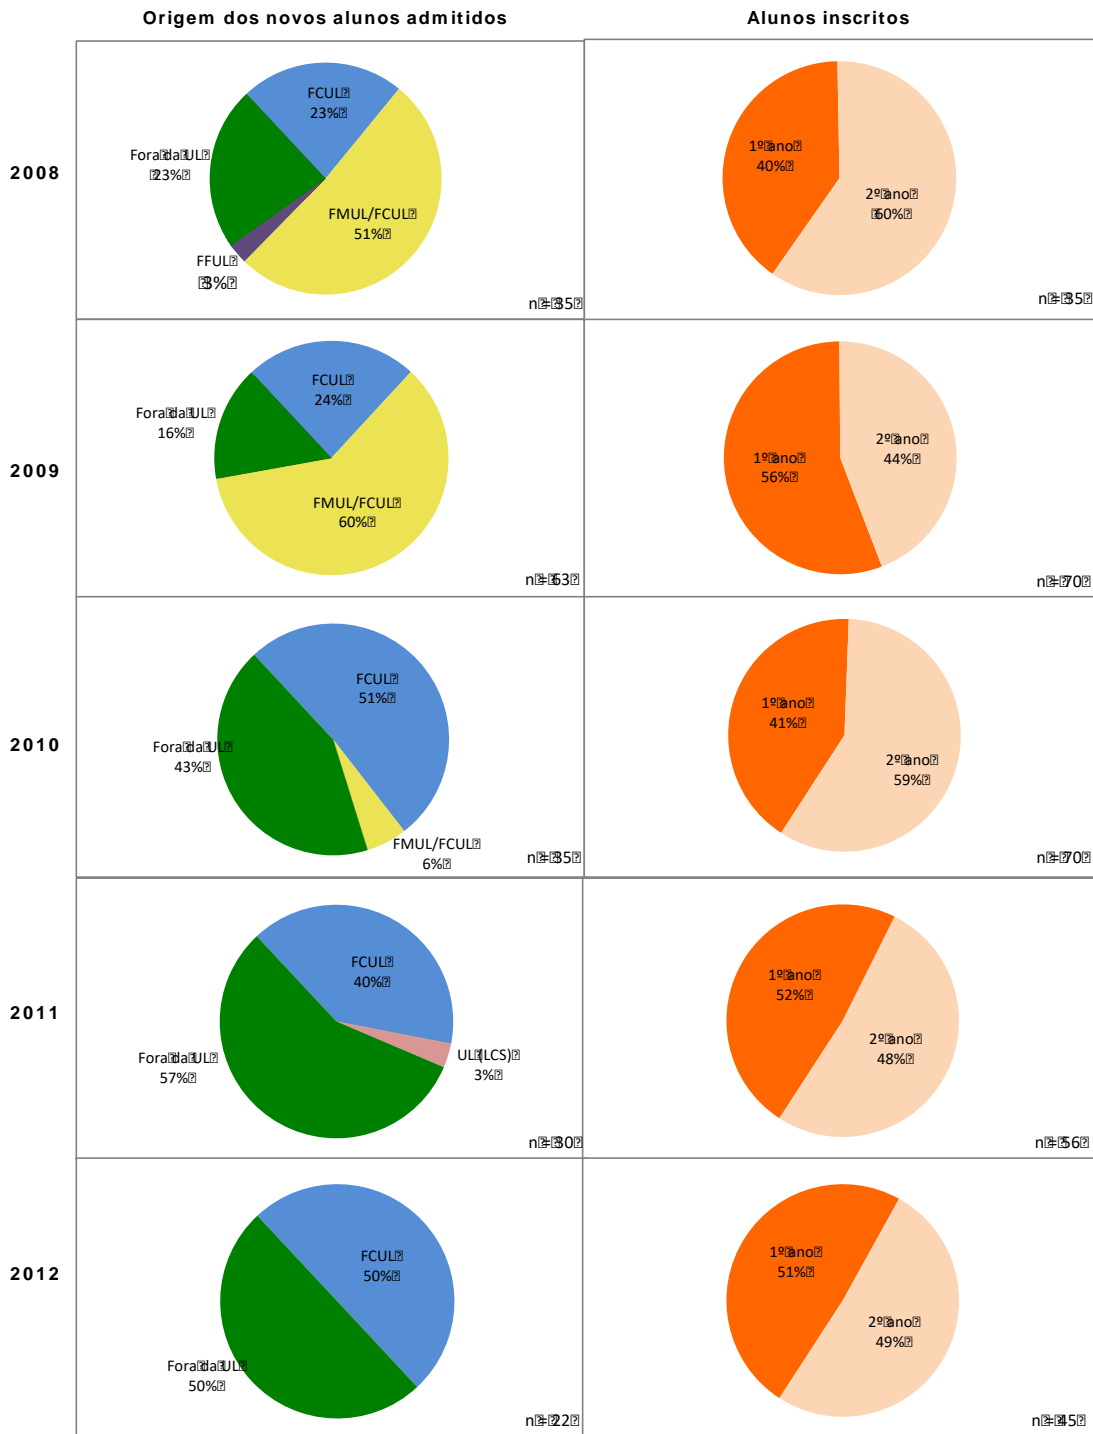 Origem dos novos alunos admitidos
Alunos inscritos
2008
FCUL
23%
Fora da UL
23%
FMUL/FCUL
51%
FFUL
3%
n = 35
1º ano
40%
2º ano
60%
n = 35
2009
FCUL
24%
Fora da UL
16%
FMUL/FCUL
60%
n = 63
1º ano
56%
2º ano
44%
n = 70
2010
FCUL
51%
Fora da UL
43%
FMUL/FCUL
6%
n = 35
1º ano
41%
2º ano
59%
n = 70
2011
FCUL
40%
Fora da UL
57%
UL (LCS)
3%
n = 30
1º ano
52%
2º ano
48%
n = 56
2012
FCUL
50%
Fora da UL
50%
n = 22
1º ano
51%
2º ano
49%
n = 45